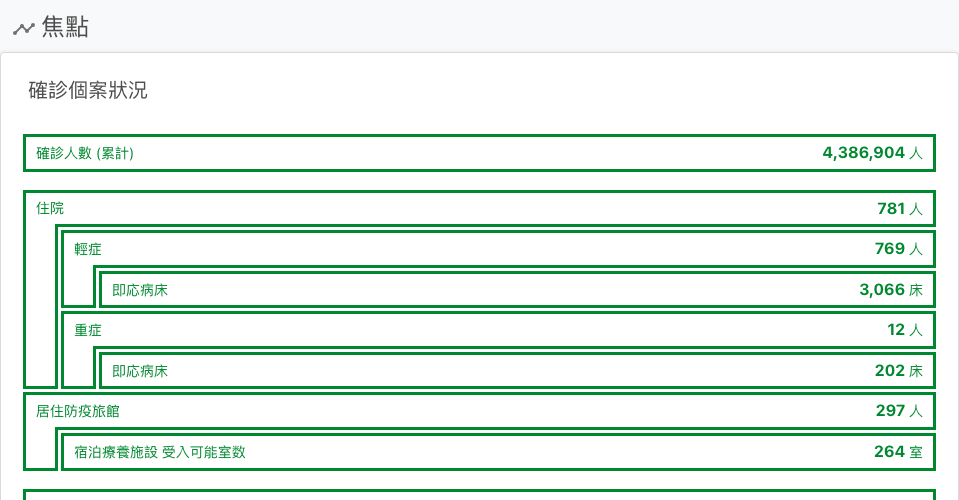 焦點
確診個案狀況
確診人數 (累計) 4,386,904 人
住院 781 人
輕症 769 人
即応病床 3,066 床
重症 12 人
即応病床 202 床
居住防疫旅館 297 人
宿泊療養施設 受入可能室数 264 室